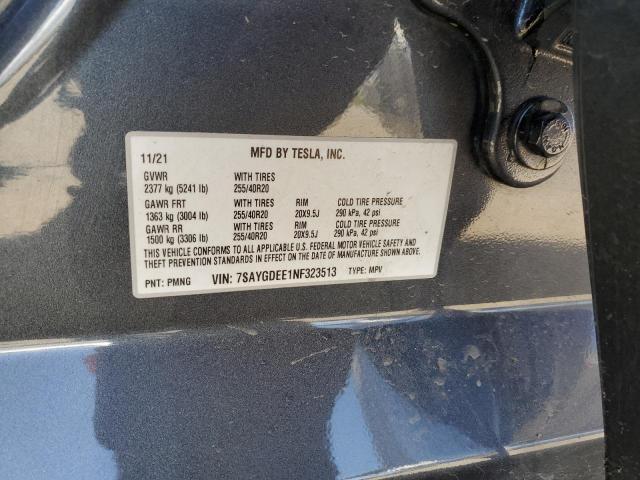 11/21 MFD BY TESLA, INC.
GVWR WITH TIRES
2377 kg (5241 lb) 255/40R20
GAWR FRT WITH TIRES RIM COLD TIRE PRESSURE
1363 kg (3004 lb) 255/40R20 20X9.5J 290 kPa, 42 psi
GAWR RR WITH TIRES RIM COLD TIRE PRESSURE
1500 kg (3306 lb) 255/40R20 20X9.5J 290 kPa, 42 psi
THIS VEHICLE CONFORMS TO ALL APPLICABLE U.S. FEDERAL MOTOR VEHICLE SAFETY AND
THEFT PREVENTION STANDARDS IN EFFECT ON THE DATE OF MANUFACTURE SHOWN ABOVE.
PNT: PMNG VIN: 7SAYGDEE1NF323513 TYPE: MPV